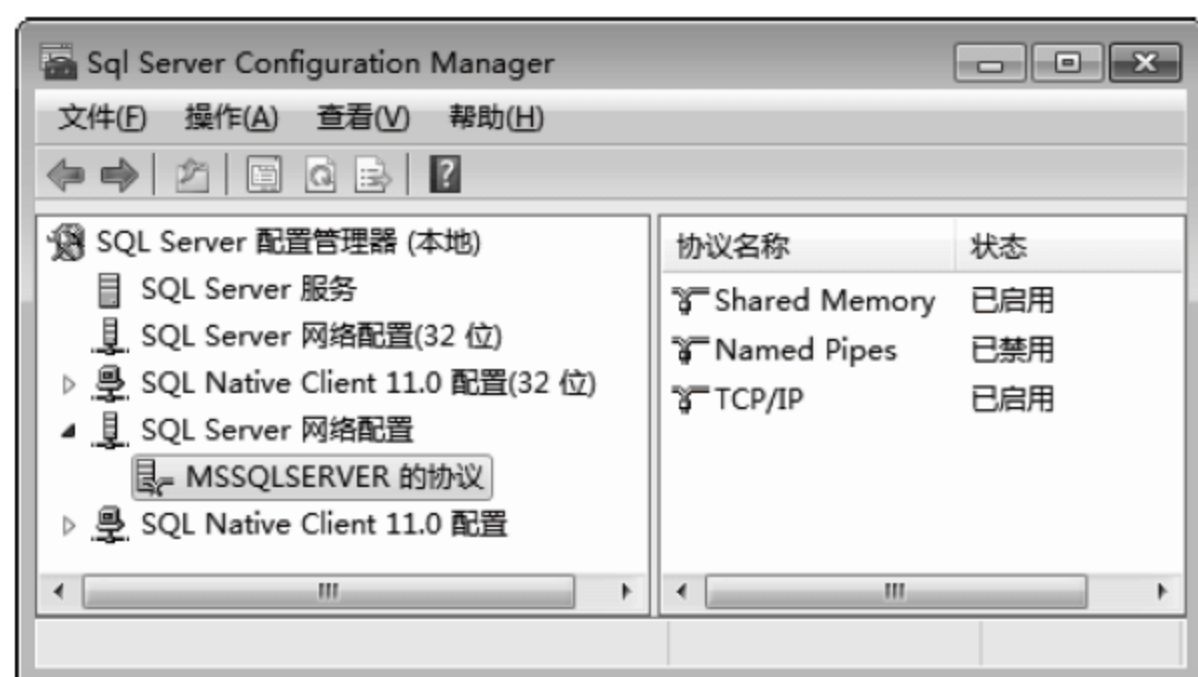 Sql Server Configuration Manager
文件(F) 操作(A) 查看(V) 帮助(H)
SQL Server 配置管理器 (本地)
SQL Server 服务
SQL Server 网络配置(32 位)
SQL Native Client 11.0 配置(32 位)
SQL Server 网络配置
MSSQLSERVER 的协议
SQL Native Client 11.0 配置
协议名称 状态
Shared Memory 已启用
Named Pipes 已禁用
TCP/IP 已启用